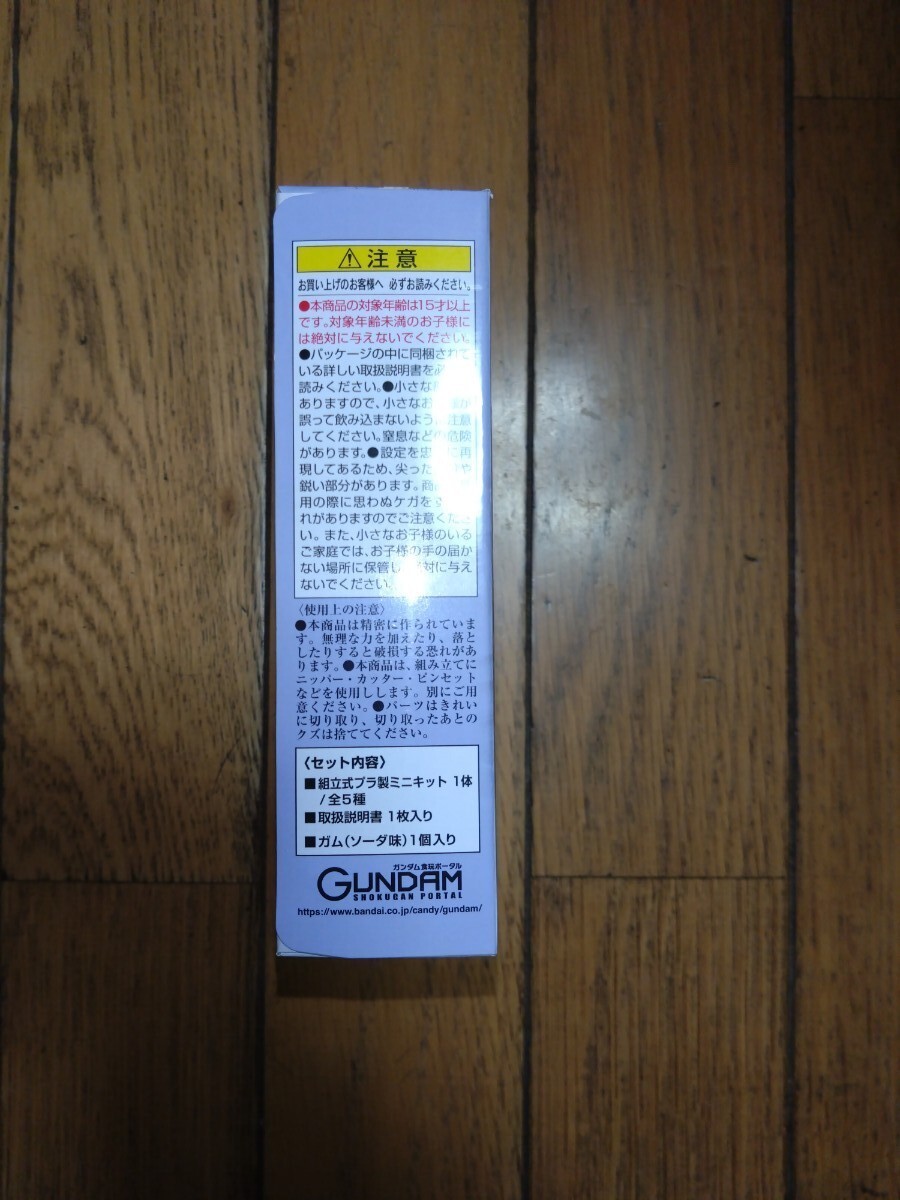 ⚠注意
お買い上げのお客様へ 必ずお読みください。
●本商品の対象年齢は15才以上
です。対象年齢未満のお子様に
は絶対に与えないでください。
●パッケージの中に同梱されて
いる詳しい取扱説明書を必
読みください。●小さな
ありますので、小さなお
誤って飲み込まないよう 注意
してください。窒息などの危険
があります。●設定を忠 に再
現してあるため、尖った や
鋭い部分があります。商
用の際に思わぬケガをす
れがありますのでご注意くださ
い。また、小さなお子様のいる
ご家庭では、お子様の手の届か
ない場所に保管し 対に与え
ないでください。
〈使用上の注意〉
●本商品は精密に作られていま
す。無理な力を加えたり、落と
したりすると破損する恐れがあ
ります。●本商品は、組み立てに
ニッパー・カッター・ピンセット
などを使用しします。別にご用
意ください。●パーツはきれい
に切り取り、切り取ったあとの
クズは捨ててください。
〈セット内容〉
■組立式プラ製ミニキット 1体
/全5種
■取扱説明書 1枚入り
■ガム(ソーダ味)1個入り
ガンダム食玩ポータル
GUNDAM
SHOKUGAN PORTAL
https://www.bandai.co.jp/candy/gundam/